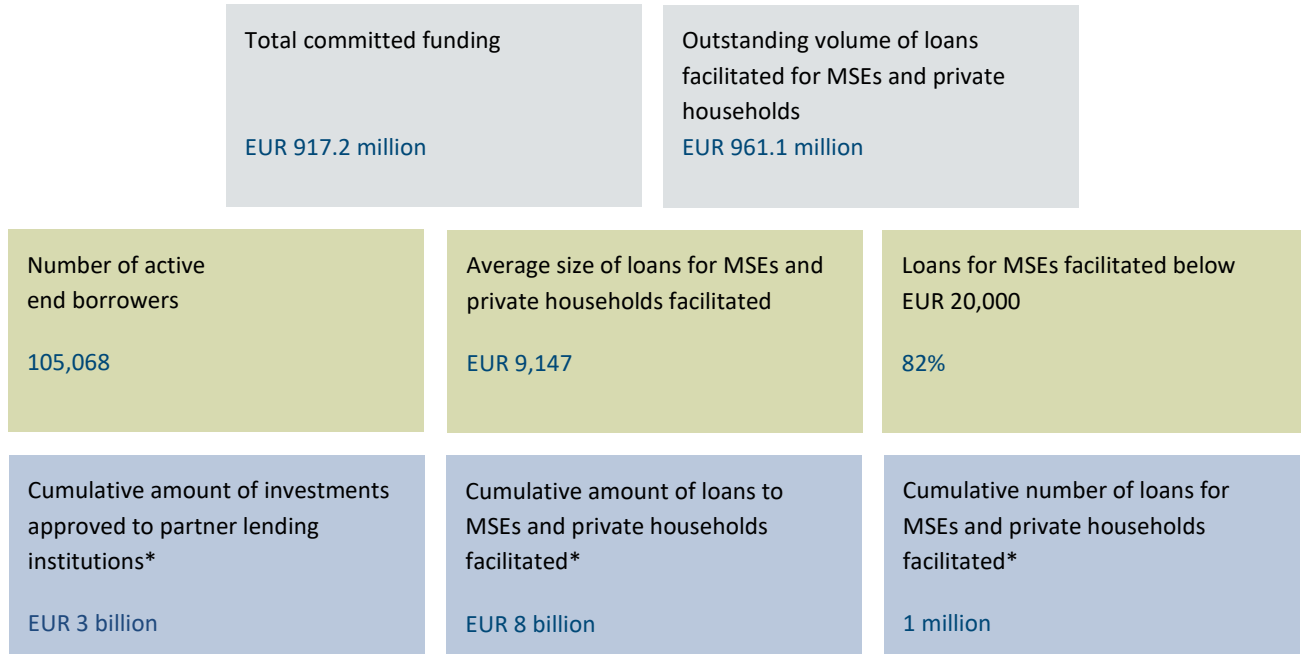 Total committed funding
EUR 917.2 million
Outstanding volume of loans
facilitated for MSEs and private
households
EUR 961.1 million
Number of active
end borrowers
105,068
Average size of loans for MSEs and
private households facilitated
EUR 9,147
Loans for MSEs facilitated below
EUR 20,000
82%
Cumulative amount of investments
approved to partner lending
institutions*
EUR 3 billion
Cumulative amount of loans to
MSEs and private households
facilitated*
EUR 8 billion
Cumulative number of loans for
MSEs and private households
facilitated*
1 million